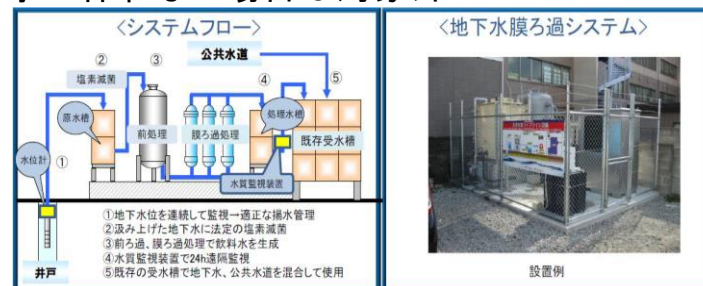 <システムフロー>
公共水道
②
③
④
⑤
塩素滅菌
原水槽
前処理
膜ろ過処理
処理水槽
既存受水槽
水位計
①
水質監視装置
井戸
①地下水位を連続して監視→適正な揚水管理
②汲み上げた地下水に法定の塩素滅菌
③前ろ過、膜ろ過処理で飲料水を生成
④水質監視装置で24h遠隔監視
⑤既存の受水槽で地下水、公共水道を混合して使用
<地下水膜ろ過システム>
設置例